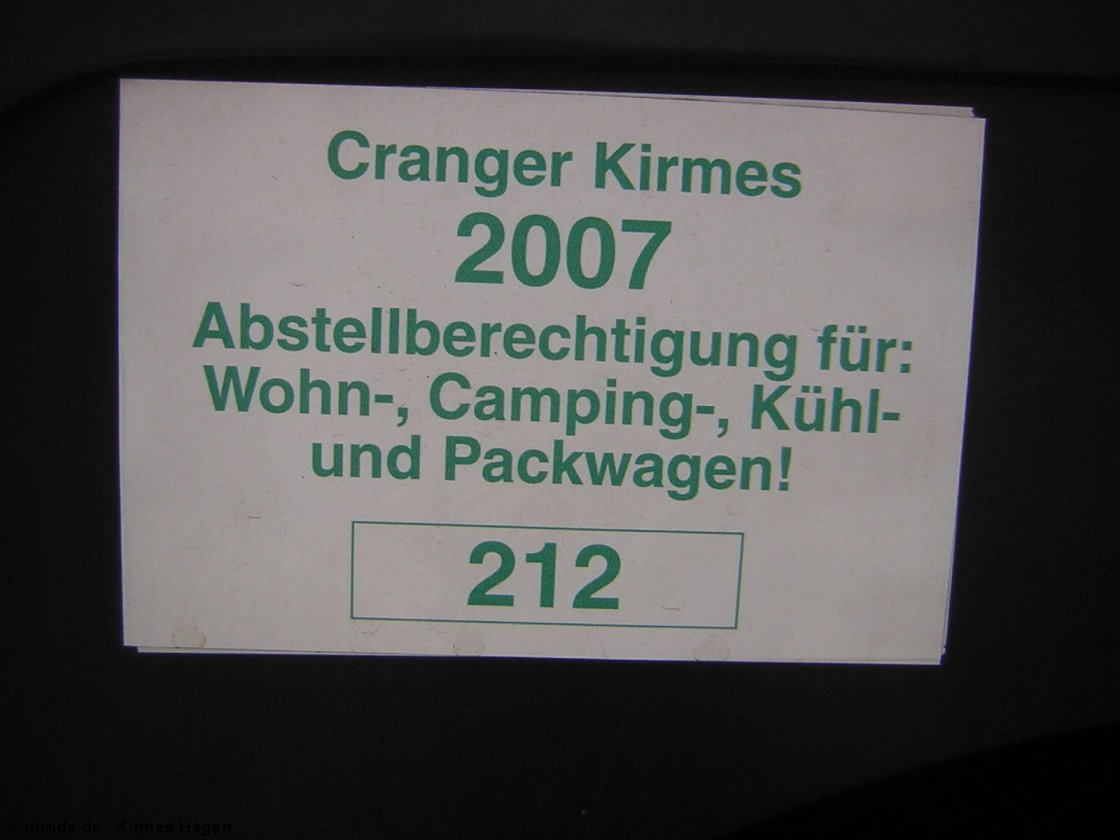 Cranger Kirmes
2007
Abstellberechtigung für:
Wohn-, Camping-, Kühl-
und Packwagen!
212
© onride.de , Kirmes Hagen